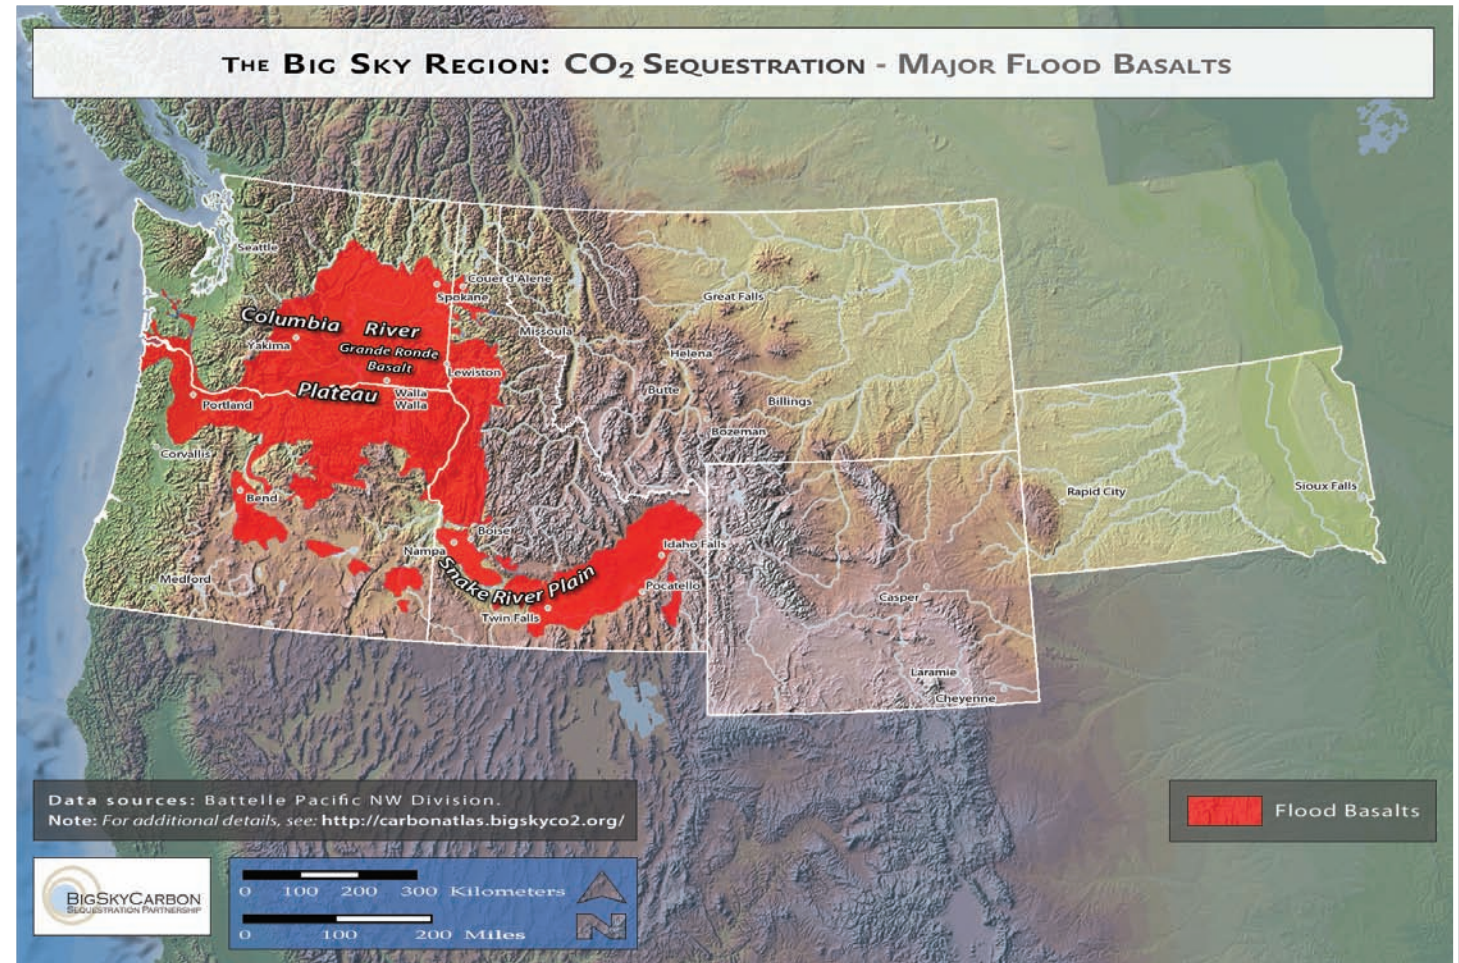 THE BIG SKY REGION: CO2 SEQUESTRATION - MAJOR FLOOD BASALTS
Seattle
Couer d'Alene
Spokane
Great Falls
Columbia River
Missoula
Yakima
Grande Ronde
Basalt
Helena
Lewiston
Plateau
Walla
Walla
Butte
Portland
Billings
Bozeman
Corvallis
Bend
Rapid City
Sioux Falls
Boise
Nampa
Idaho Falls
Snake River Plain
Medford
Pocatello
Casper
Twin Falls
Laramie
Cheyenne
Data sources: Battelle Pacific NW Division.
Note: For additional details, see: http://carbonatlas.bigskyco2.org/
Flood Basalts
BIGSKYCARBON
SEQUESTRATION PARTNERSHIP
0 100 200 300 Kilometers
0 100 200 Miles
N